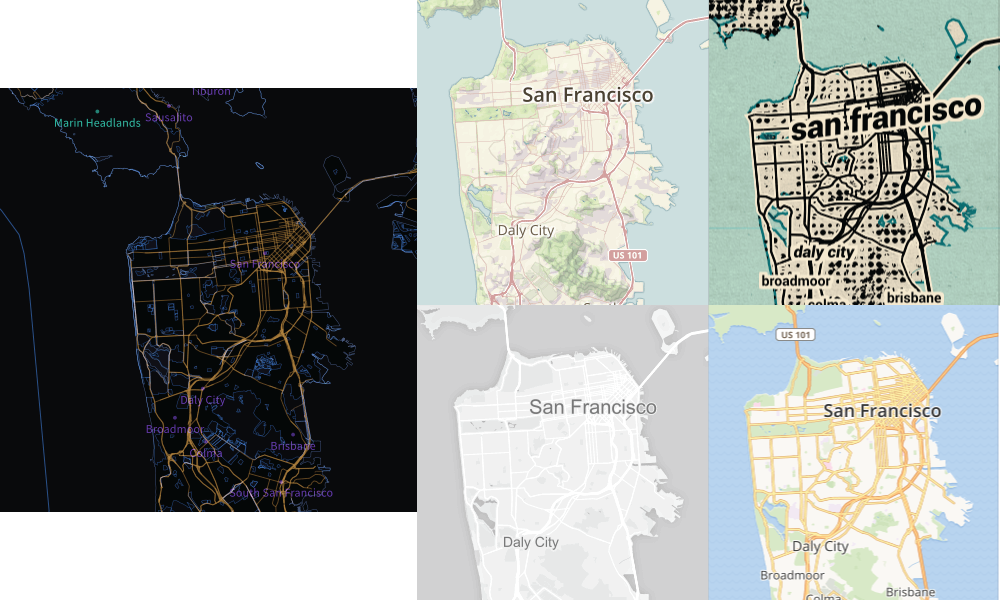 Tiburon
Sausalito
Marin Headlands
San Francisco
Daly City
Broadmoor
Colma
Brisbane
South San Francisco
San Francisco
Daly City
US 101
san francisco
daly city
broadmoor
brisbane
San Francisco
Daly City
US 101
San Francisco
Daly City
Broadmoor
Colma
Brisbane